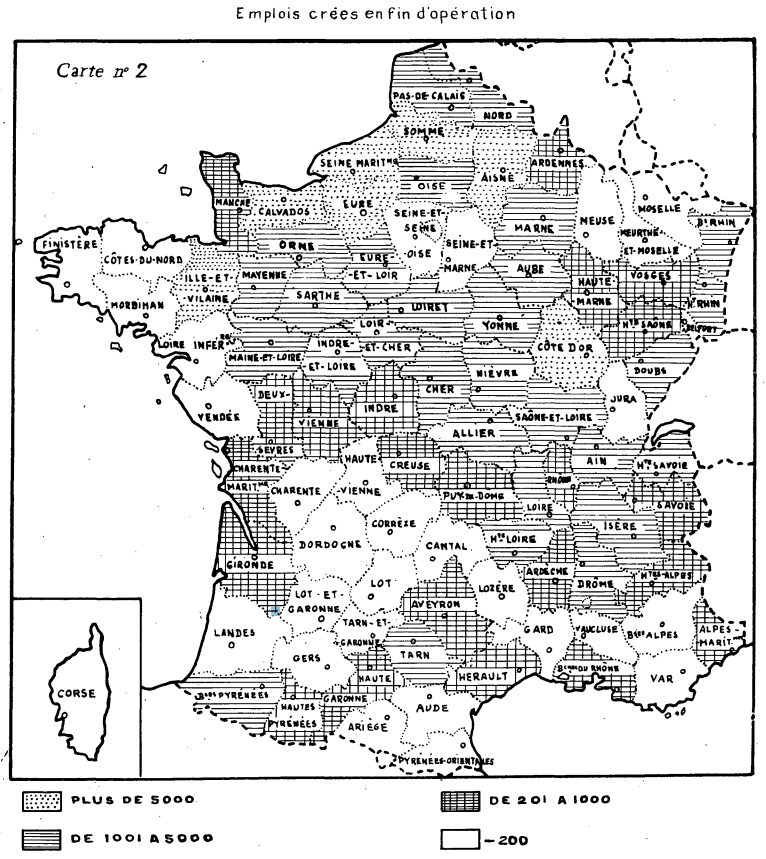 Emplois crées en fin d'opération
Carte nº 2
PAS-DE-CALAIS
NORD
SOMME
SEINE MARITME
ARDENNES
OISE
AISNE
MANCHE
CALVADOS
EURE
SEINE-ET-
SEINE
OISE
SEINE-ET-
MARNE
MARNE
MEUSE
MOSELLE
MEURTHE
ET-MOSELLE
BS RHIN
FINISTÈRE
CÔTES-DU-NORD
ORNE
EURE
ET-LOIR
ILLE-ET-
VILAINE
MAYENNE
SARTHE
AUBE
HAUTE
MARNE
VOSGES
HT RHIN
MORBIHAN
LOIRET
YONNE
HTE SAÔNE
BELFORT
LOIRE INFERRE
MAINE-ET-LOIRE
INDRE-
ET-LOIRE
LOIR-
ET-CHER
CÔTE D'OR
DOUBS
NIÈVRE
CHER
JURA
VENDÉE
DEUX-
SEVRES
VIENNE
INDRE
SAÔNE-ET-LOIRE
ALLIER
CHARENTE
MARITME
CHARENTE
HAUTE
VIENNE
CREUSE
AIN
HTE SAVOIE
PUY DE DOME
RHÔNE
LOIRE
SAVOIE
ISÈRE
CORRÈZE
DORDOGNE
CANTAL
HTE LOIRE
GIRONDE
ARDECHE
DRÔME
HTES ALPES
LOT-ET-
GARONNE
LOT
LOZÈRE
AVEYRON
LANDES
TARN-ET-
GARONNE
TARN
GARD
VAUCLUSE
BSES ALPES
ALPES-
MARIT.
GERS
HAUTE
GARONNE
HERAULT
BCHES DU RHÔNE
VAR
CORSE
BSES PYRÉNÉES
HAUTES
PYRÉNÉES
ARIÈGE
AUDE
PYRENÉES-ORIENTALES
PLUS DE 5000
DE 201 A 1000
DE 1001 A 5000
-200